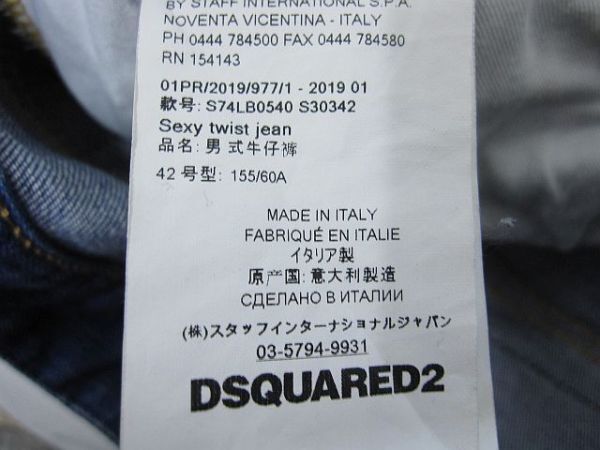 BY STAFF INTERNATIONAL S.P.A.
NOVENTA VICENTINA - ITALY
PH 0444 784500 FAX 0444 784580
RN 154143
01PR/2019/977/1 - 2019 01
款号: S74LB0540 S30342
Sexy twist jean
品名: 男 式牛仔裤
42 号型: 155/60A
MADE IN ITALY
FABRIQUÉ EN ITALIE
イタリア製
原产国: 意大利製造
СДЕЛАНО В ИТАЛИИ
(株)スタッフインターナショナルジャパン
03-5794-9931
DSQUARED2